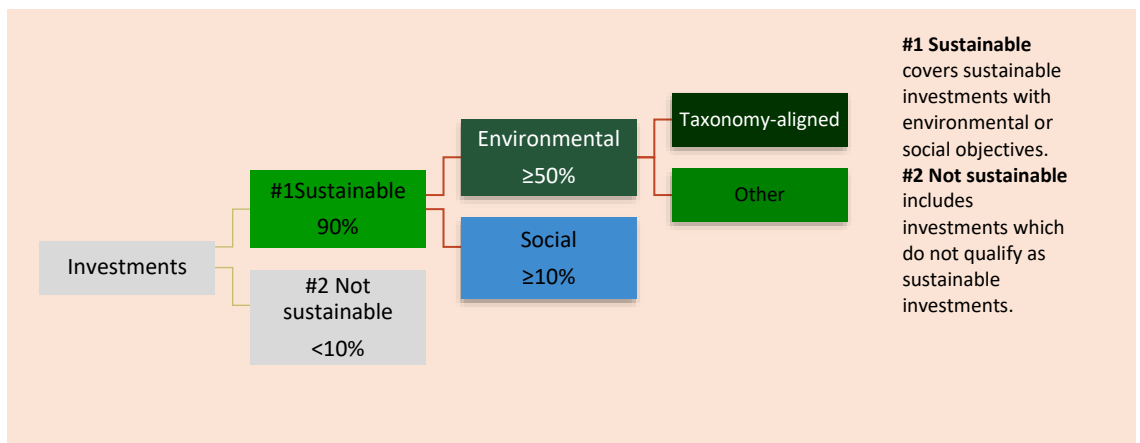 Investments
#1Sustainable
90%
#2 Not
sustainable
<10%
Environmental
≥50%
Social
≥10%
Taxonomy-aligned
Other
#1 Sustainable
covers sustainable
investments with
environmental or
social objectives.
#2 Not sustainable
includes
investments which
do not qualify as
sustainable
investments.